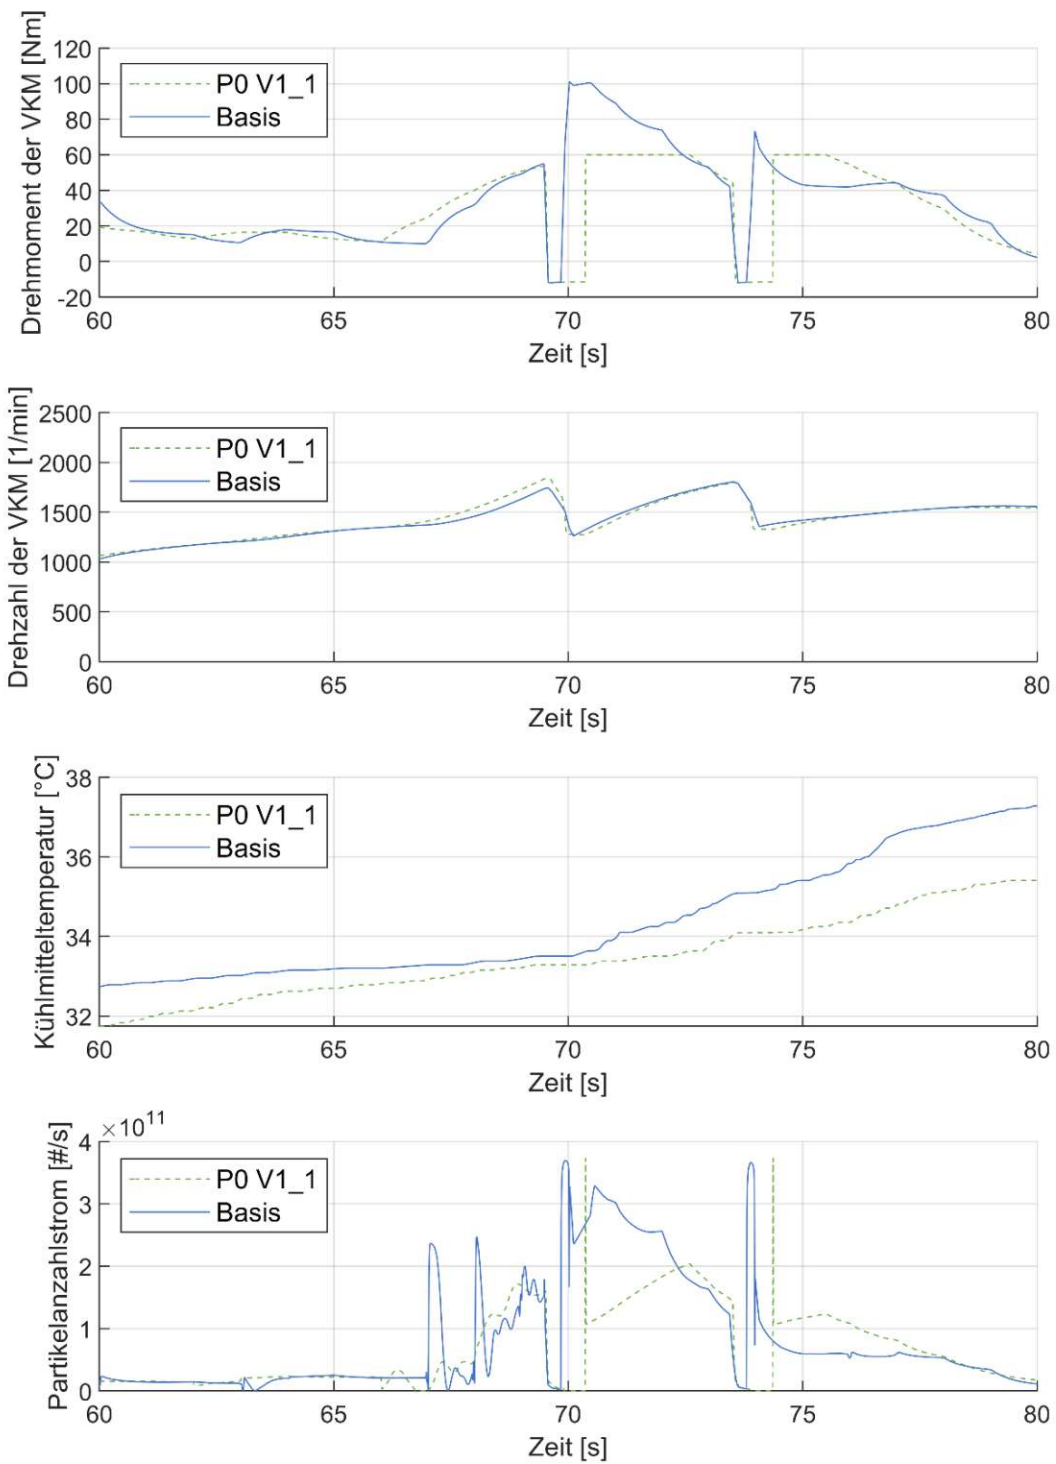 Drehmoment der VKM [Nm]
120
100
80
60
40
20
0
-20
P0 V1_1
Basis
60 65 70 75 80
Zeit [s]
Drehzahl der VKM [1/min]
2500
2000
1500
1000
500
0
P0 V1_1
Basis
60 65 70 75 80
Zeit [s]
Kühlmitteltemperatur [°C]
38
36
34
32
P0 V1_1
Basis
60 65 70 75 80
Zeit [s]
Partikelanzahlstrom [#/s]
×10¹¹
4
3
2
1
0
P0 V1_1
Basis
60 65 70 75 80
Zeit [s]